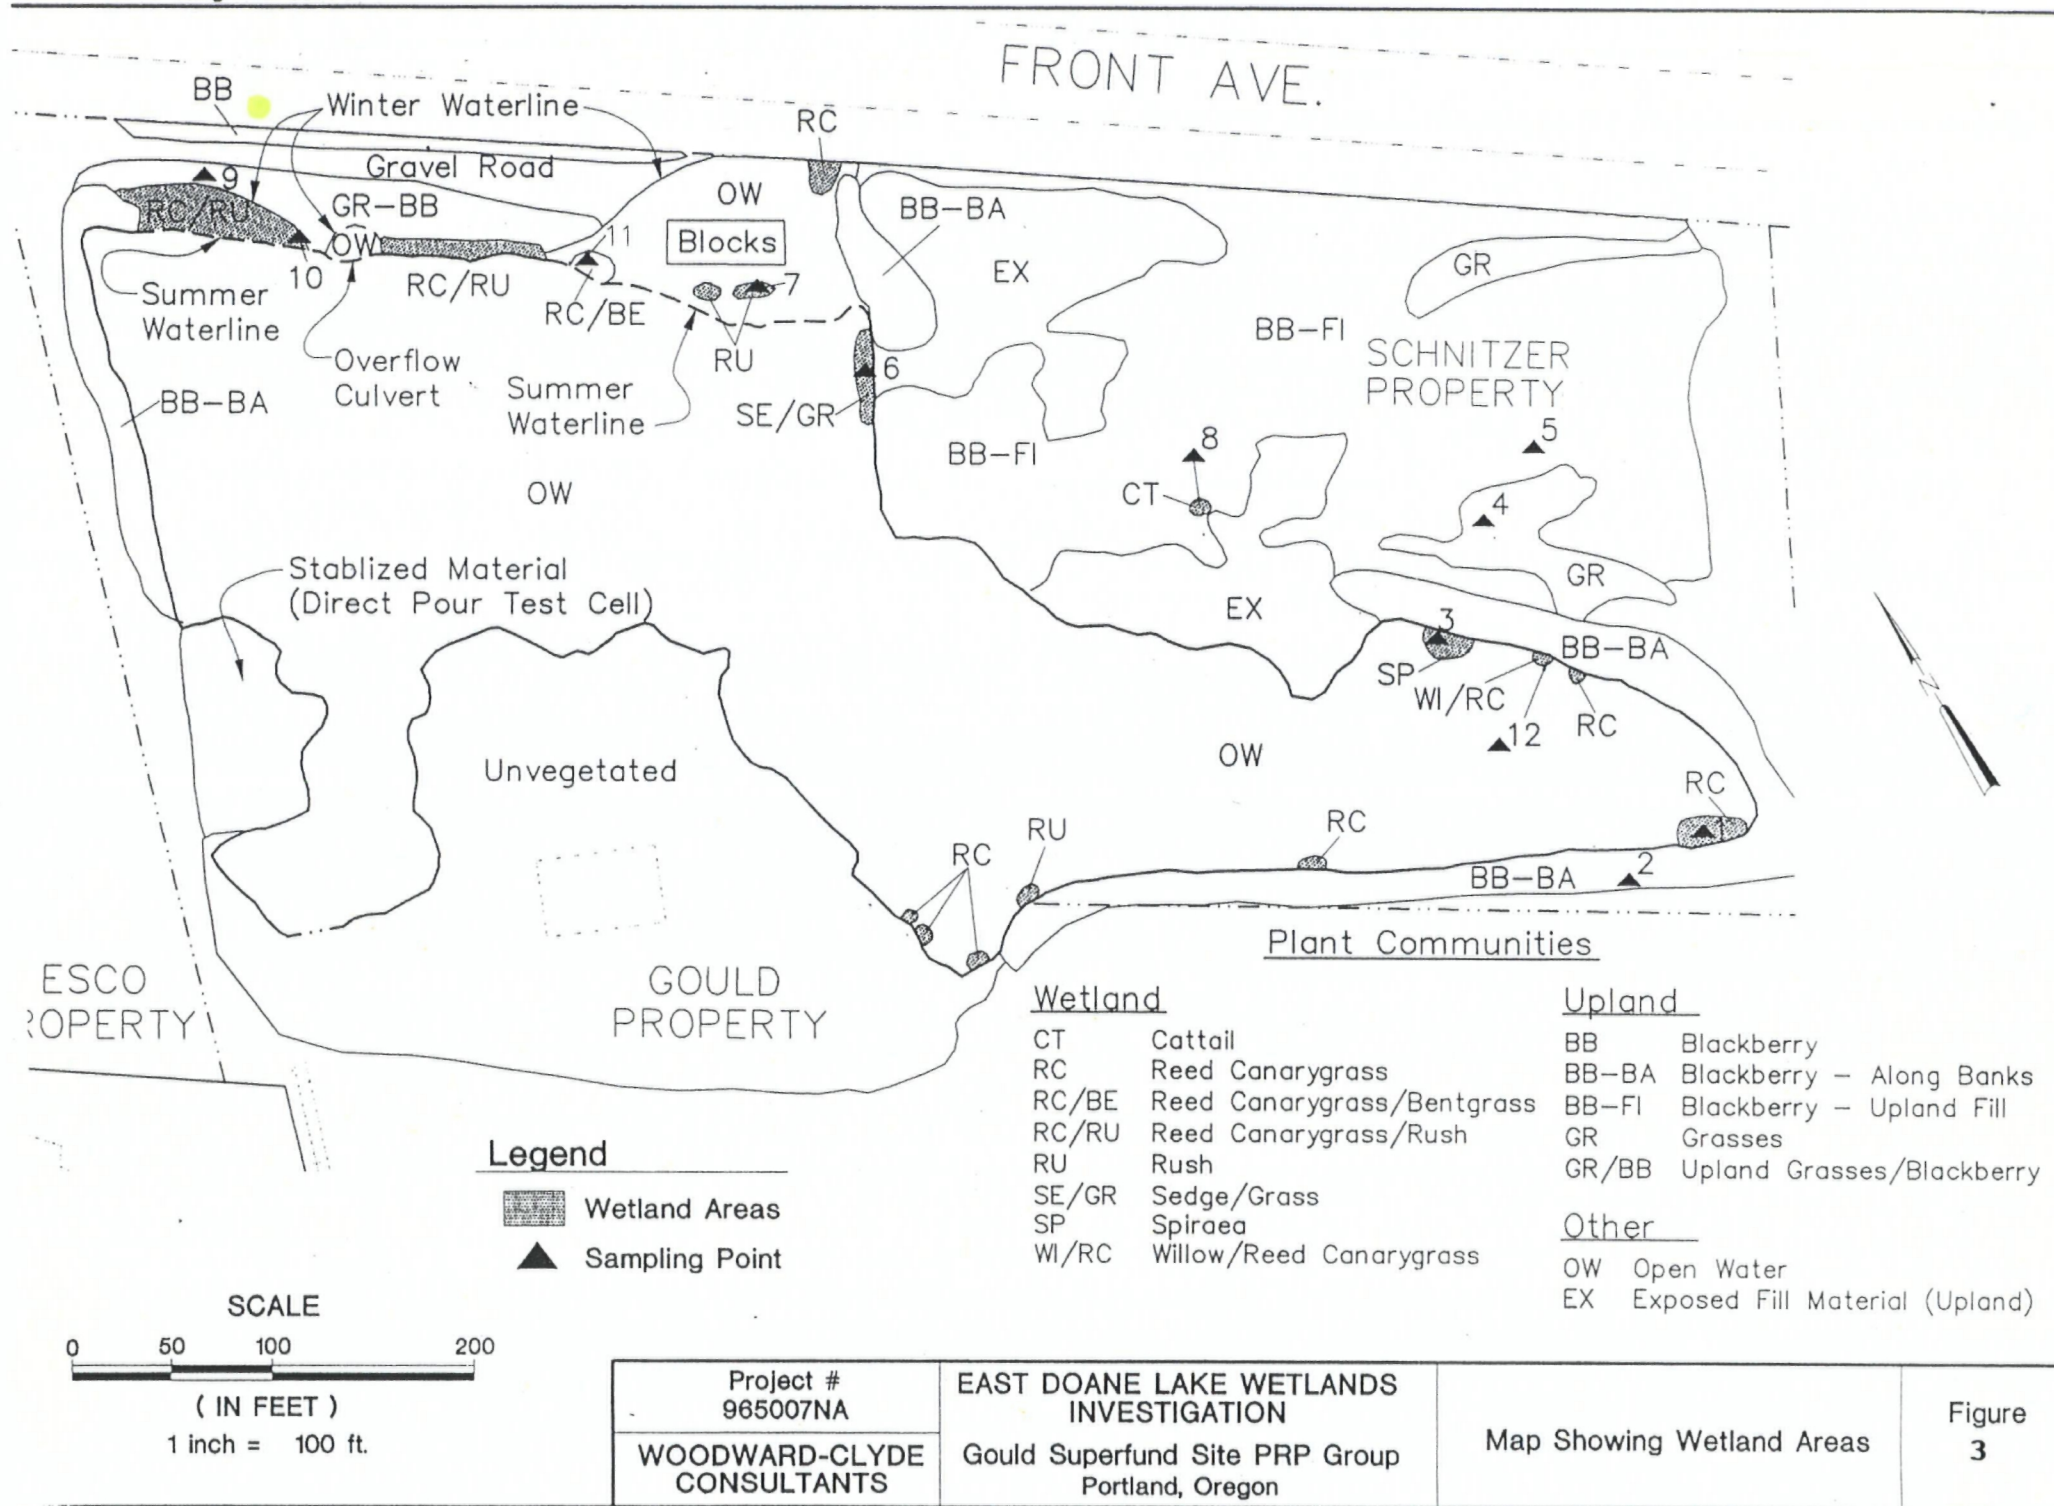 FRONT AVE.
BB
Winter Waterline
RC
Gravel Road
9
OW
RC/RU
GR-BB
BB-BA
OW
Blocks
11
EX
GR
10
RC/RU
7
Summer
Waterline
RC/BE
BB-FI
RU
SCHNITZER
PROPERTY
Overflow
Culvert
6
Summer
Waterline
BB-BA
SE/GR
8
5
BB-FI
OW
CT
4
Stablized Material
(Direct Pour Test Cell)
GR
EX
3
BB-BA
SP
WI/RC
RC
12
N
OW
Unvegetated
RC
1
RC
RU
RC
BB-BA
2
ESCO
ROPERTY
GOULD
PROPERTY
Plant Communities
Wetland
CT Cattail
RC Reed Canarygrass
RC/BE Reed Canarygrass/Bentgrass
RC/RU Reed Canarygrass/Rush
RU Rush
SE/GR Sedge/Grass
SP Spiraea
WI/RC Willow/Reed Canarygrass
Upland
BB Blackberry
BB-BA Blackberry - Along Banks
BB-FI Blackberry - Upland Fill
GR Grasses
GR/BB Upland Grasses/Blackberry
Other
OW Open Water
EX Exposed Fill Material (Upland)
Legend
Wetland Areas
Sampling Point
SCALE
0 50 100 200
( IN FEET )
1 inch = 100 ft.
Project #
965007NA
WOODWARD-CLYDE
CONSULTANTS
EAST DOANE LAKE WETLANDS
INVESTIGATION
Gould Superfund Site PRP Group
Portland, Oregon
Map Showing Wetland Areas
Figure
3